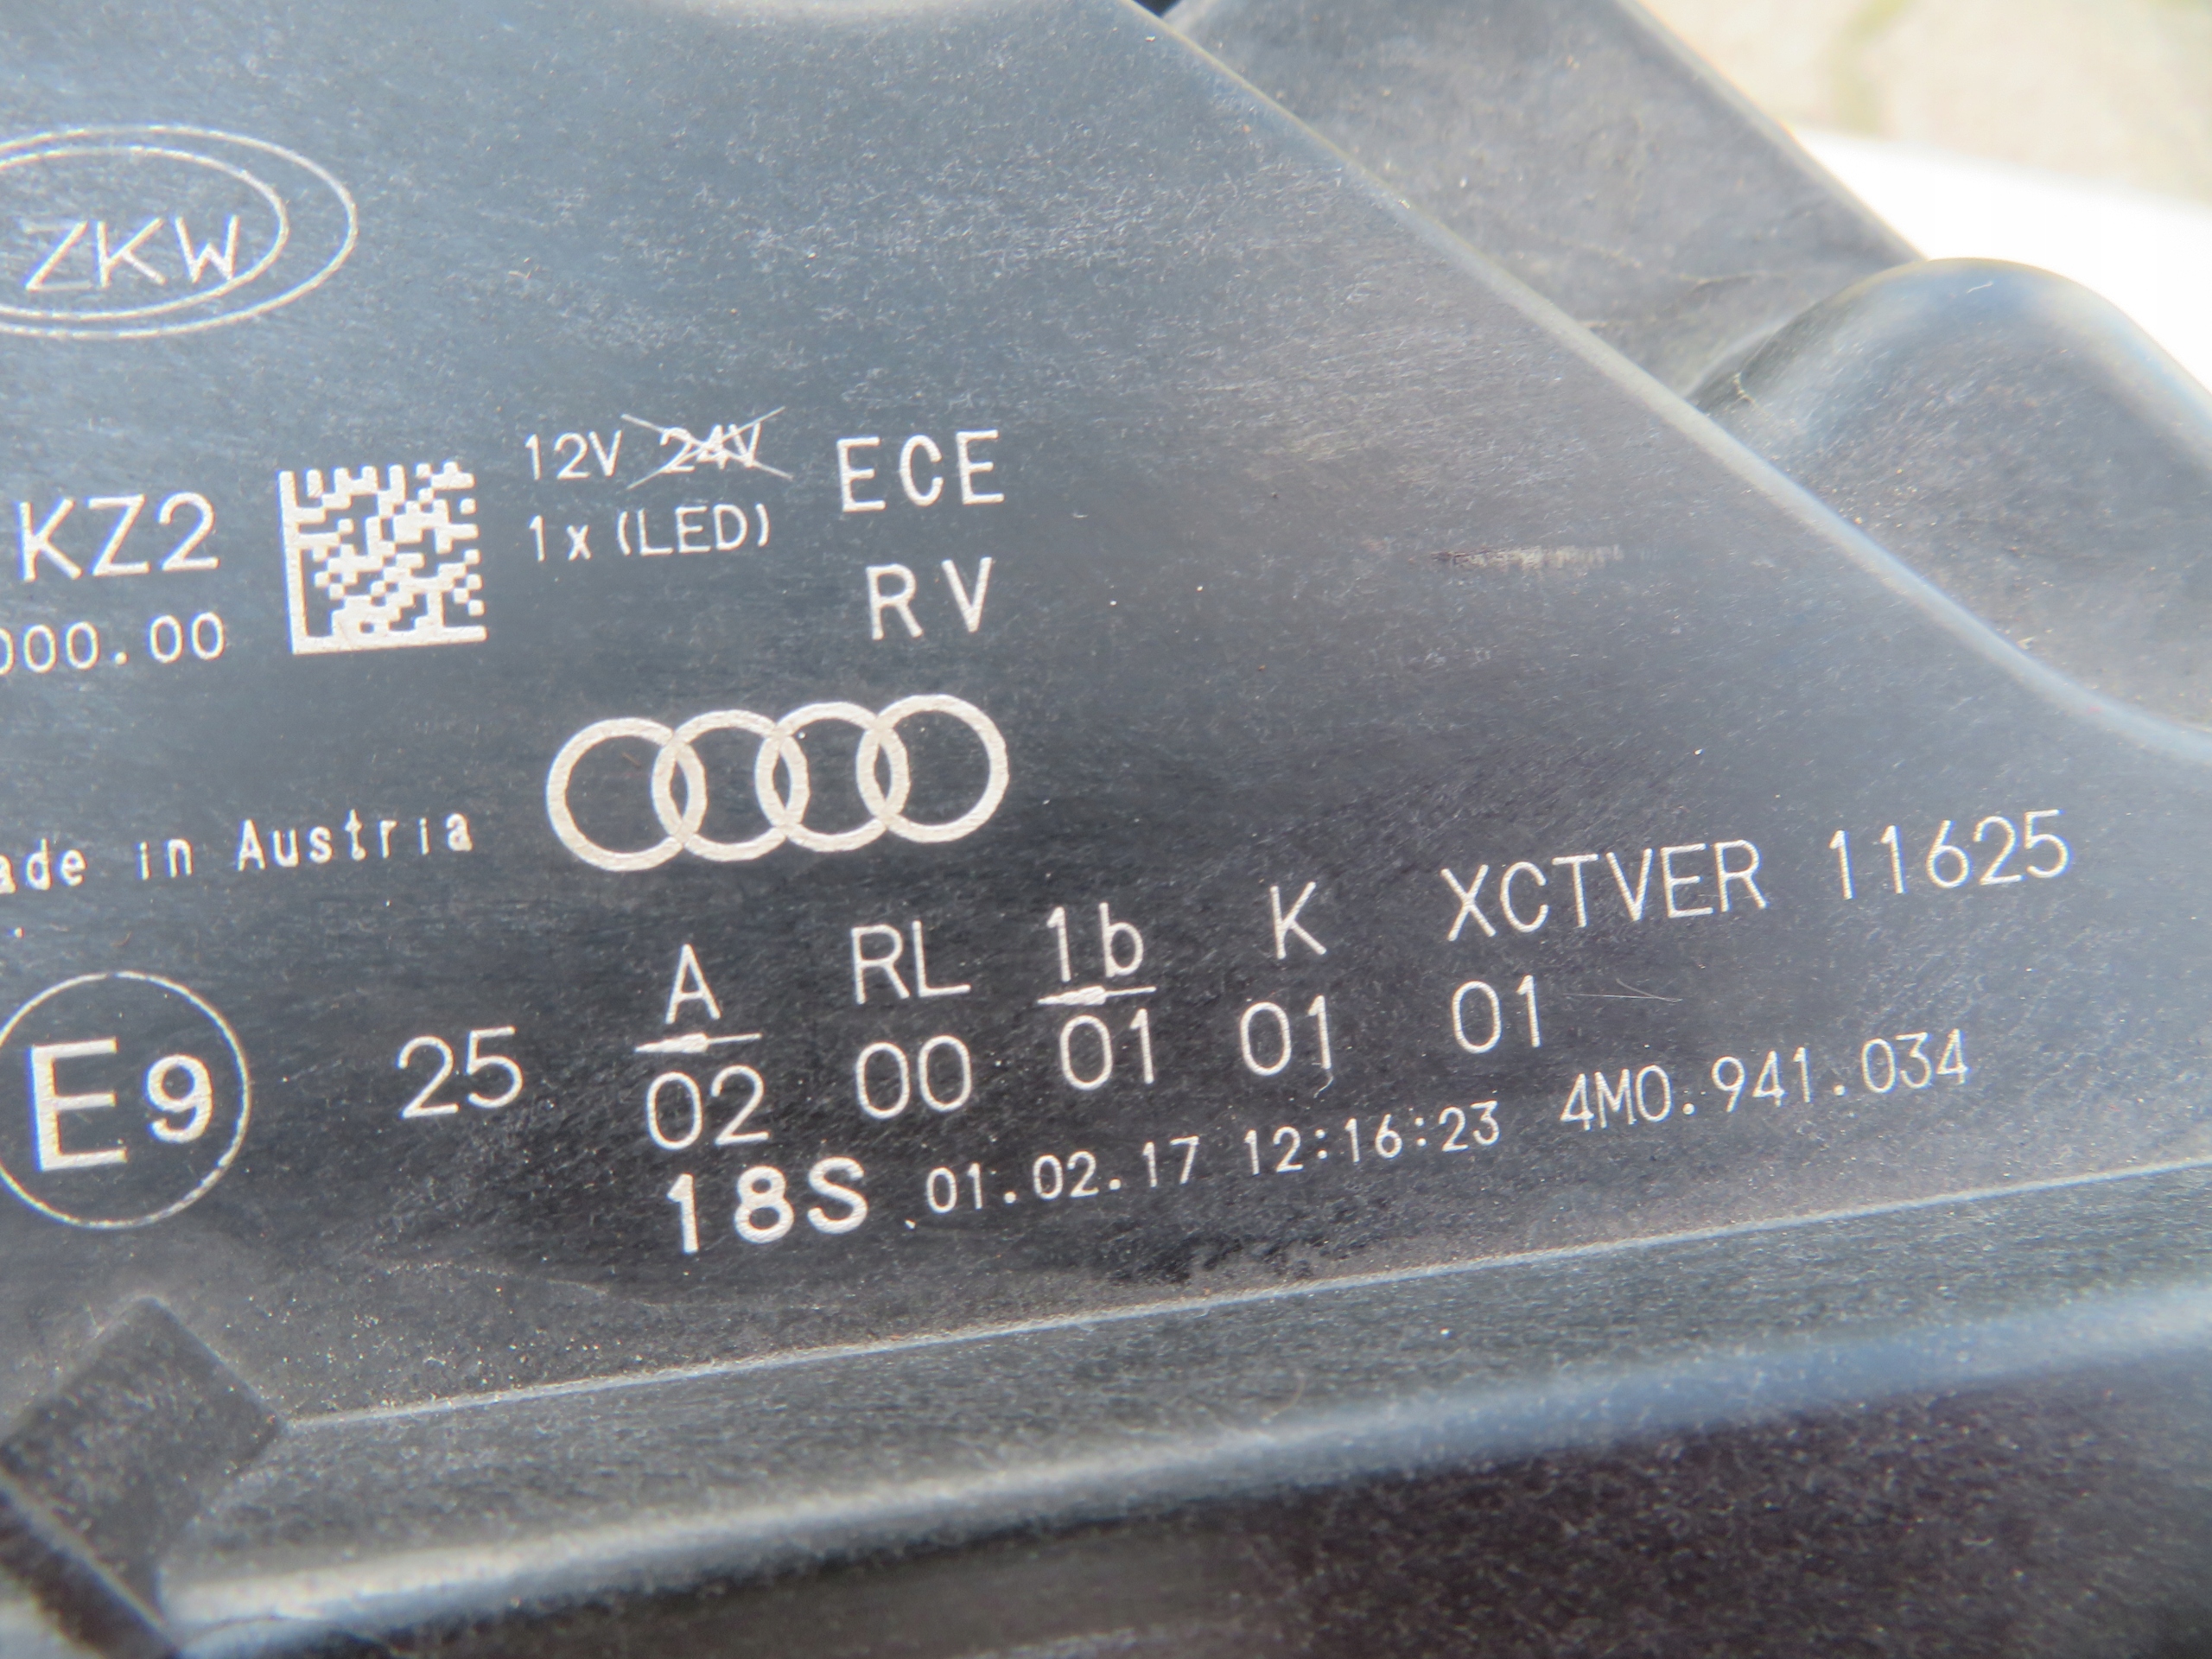 ZKW
12V 24V ECE
KZ2
1x (LED)
RV
000.00
ade in Austria
A RL 1b K XCTVER 11625
E9 25 02 00 01 01 01
18S 01.02.17 12:16:23 4M0.941.034